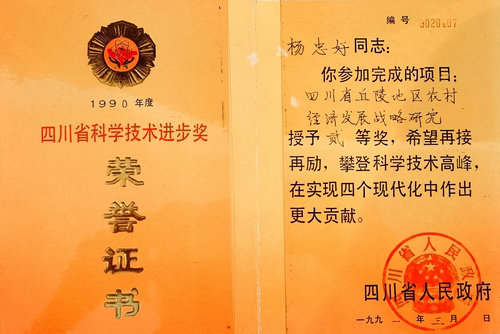 1990年度
四川省科学技术进步奖
荣誉证书
编号 9020407
杨忠好同志:
你参加完成的项目:
四川省丘陵地区农村
经济发展战略研究
授予 贰 等奖，希望再接
再励，攀登科学技术高峰，
在实现四个现代化中作出
更大贡献。
四川省人民政府
四川省人民政府
一九九一年三月 日